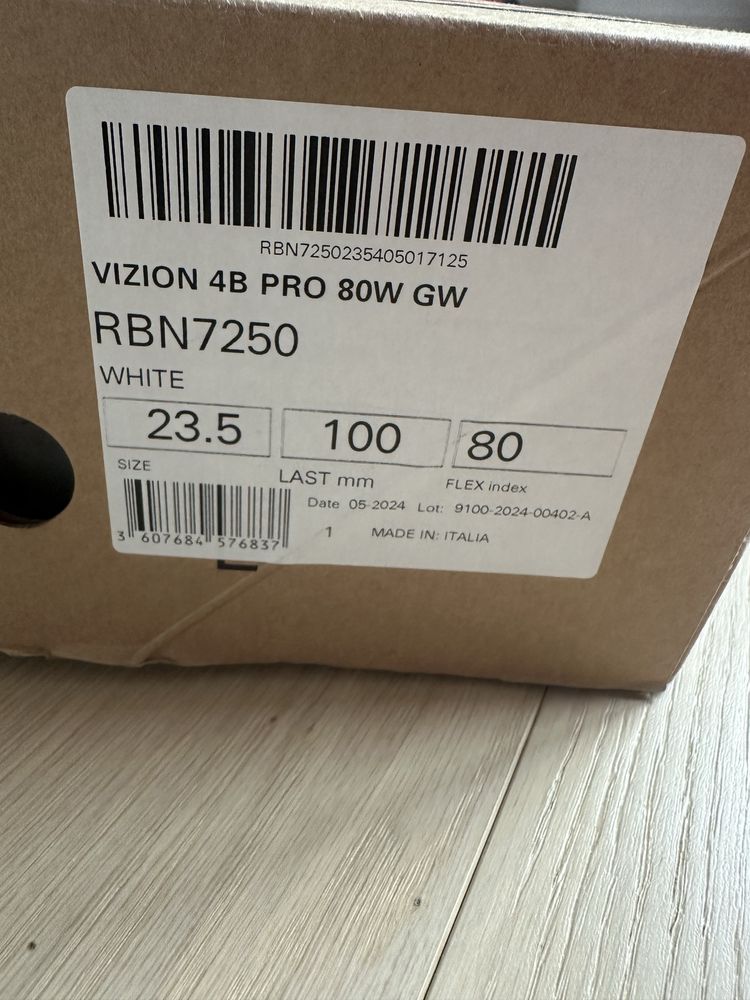 RBN7250235405017125
VIZION 4B PRO 80W GW
RBN7250
WHITE
23.5 100 80
SIZE LAST mm FLEX index
Date 05-2024 Lot: 9100-2024-00402-A
3 607684 576837 1 MADE IN: ITALIA